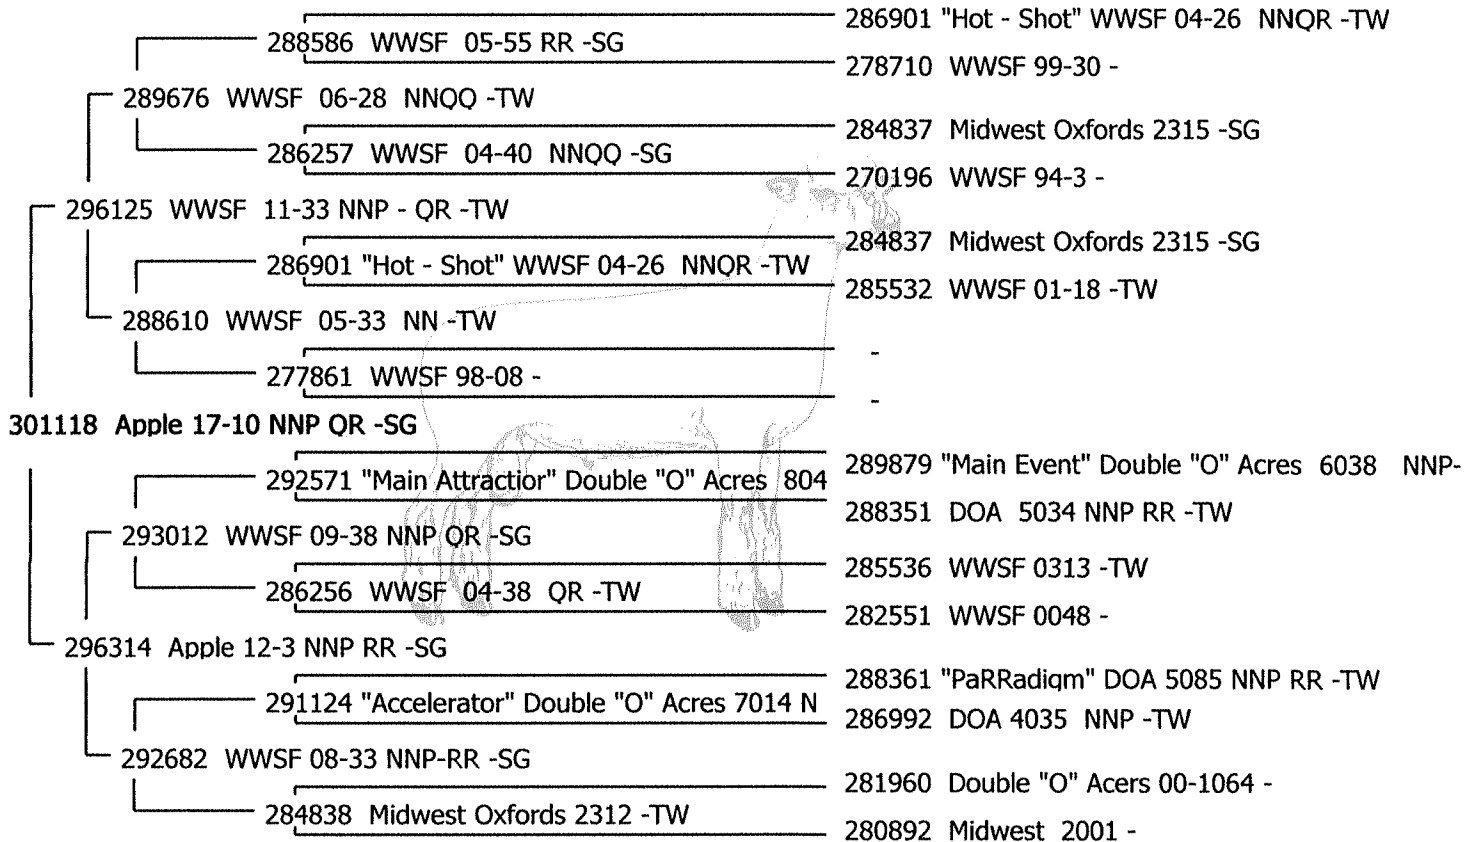 286901 "Hot - Shot" WWSF 04-26 NNQR -TW
288586 WWSF 05-55 RR -SG
278710 WWSF 99-30 -
289676 WWSF 06-28 NNQQ -TW
284837 Midwest Oxfords 2315 -SG
286257 WWSF 04-40 NNQQ -SG
270196 WWSF 94-3 -
296125 WWSF 11-33 NNP - QR -TW
284837 Midwest Oxfords 2315 -SG
286901 "Hot - Shot" WWSF 04-26 NNQR -TW
285532 WWSF 01-18 -TW
288610 WWSF 05-33 NN -TW
-
277861 WWSF 98-08 -
-
301118 Apple 17-10 NNP QR -SG
289879 "Main Event" Double "O" Acres 6038 NNP-
292571 "Main Attractior" Double "O" Acres 804
288351 DOA 5034 NNP RR -TW
293012 WWSF 09-38 NNP QR -SG
285536 WWSF 0313 -TW
286256 WWSF 04-38 QR -TW
282551 WWSF 0048 -
296314 Apple 12-3 NNP RR -SG
288361 "PaRRadigm" DOA 5085 NNP RR -TW
291124 "Accelerator" Double "O" Acres 7014 N
286992 DOA 4035 NNP -TW
292682 WWSF 08-33 NNP-RR -SG
281960 Double "O" Acers 00-1064 -
284838 Midwest Oxfords 2312 -TW
280892 Midwest 2001 -